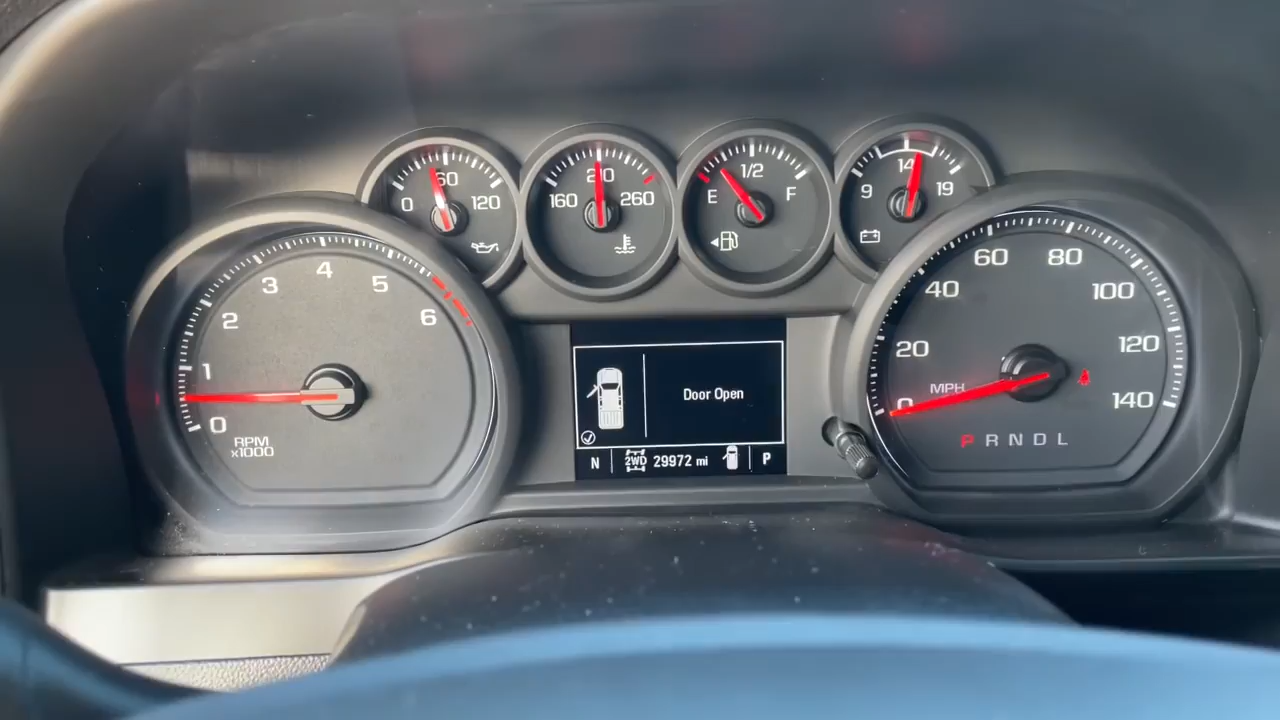 0 60 120
160 210 260
E 1/2 F
9 14 19
0 1 2 3 4 5 6
RPM
x1000
Door Open
N 2WD 29972 mi P
0 20 40 60 80 100 120 140
MPH
P R N D L